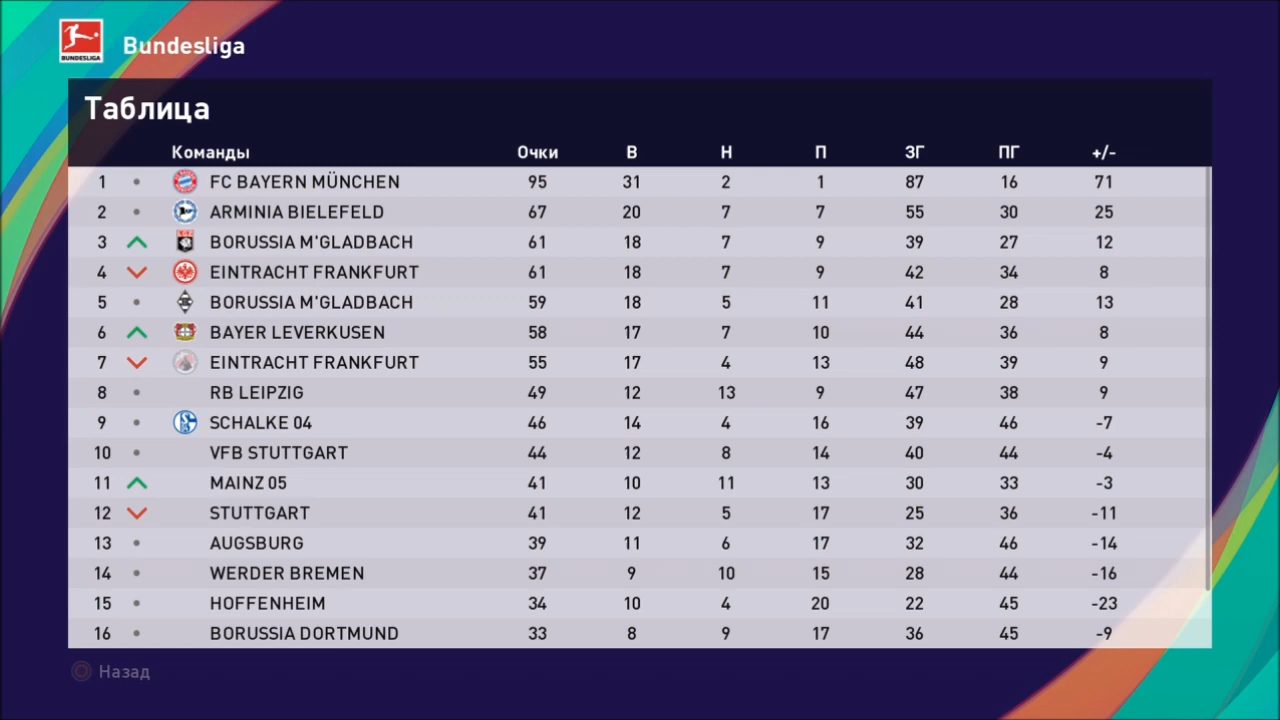 BUNDESLIGA
Bundesliga
Таблица
Команды Очки В Н П ЗГ ПГ +/-
1 FC BAYERN MÜNCHEN 95 31 2 1 87 16 71
2 ARMINIA BIELEFELD 67 20 7 7 55 30 25
3 BORUSSIA M'GLADBACH 61 18 7 9 39 27 12
4 EINTRACHT FRANKFURT 61 18 7 9 42 34 8
5 BORUSSIA M'GLADBACH 59 18 5 11 41 28 13
6 BAYER LEVERKUSEN 58 17 7 10 44 36 8
7 EINTRACHT FRANKFURT 55 17 4 13 48 39 9
8 RB LEIPZIG 49 12 13 9 47 38 9
9 SCHALKE 04 46 14 4 16 39 46 -7
10 VFB STUTTGART 44 12 8 14 40 44 -4
11 MAINZ 05 41 10 11 13 30 33 -3
12 STUTTGART 41 12 5 17 25 36 -11
13 AUGSBURG 39 11 6 17 32 46 -14
14 WERDER BREMEN 37 9 10 15 28 44 -16
15 HOFFENHEIM 34 10 4 20 22 45 -23
16 BORUSSIA DORTMUND 33 8 9 17 36 45 -9
Назад